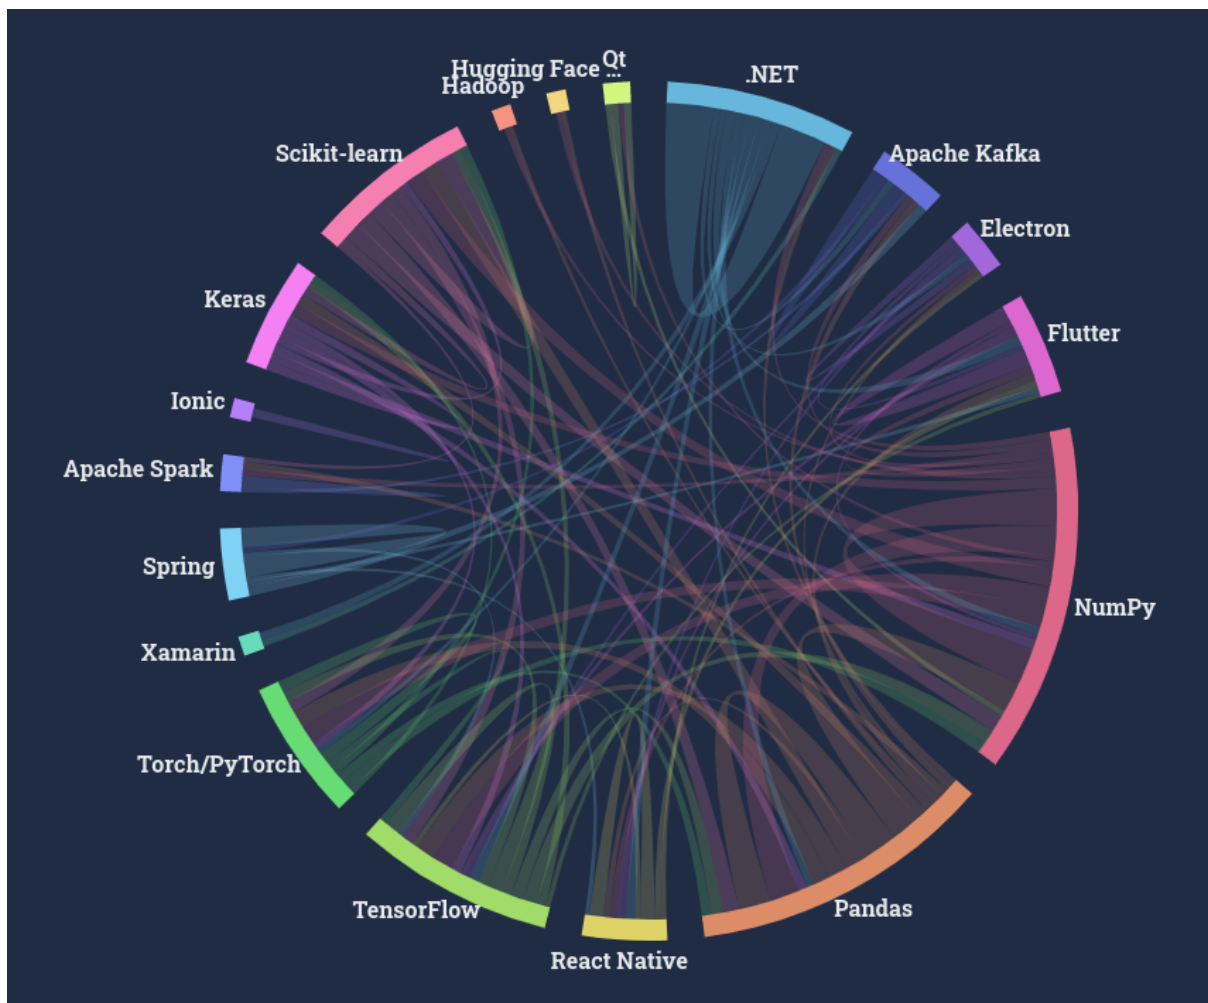 Qt
...
Hugging Face
Hadoop
.NET
Scikit-learn
Apache Kafka
Electron
Keras
Flutter
Ionic
Apache Spark
Spring
NumPy
Xamarin
Torch/PyTorch
TensorFlow
Pandas
React Native